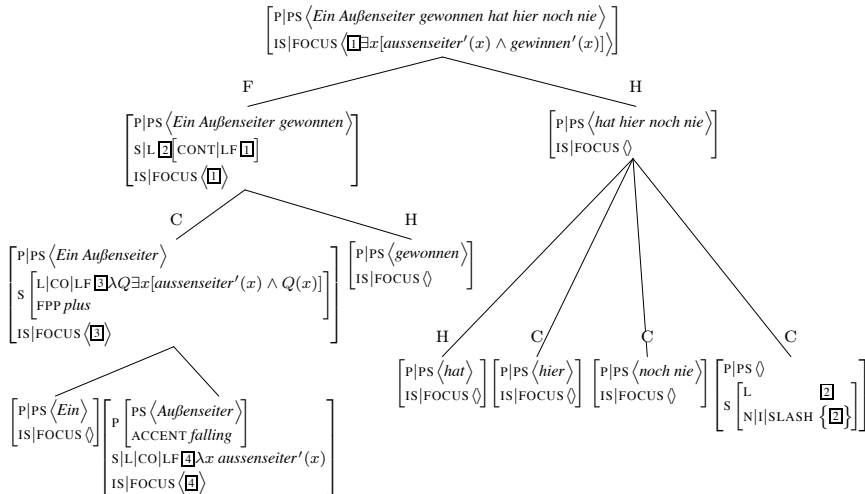 P|PS ⟨Ein Außenseiter gewonnen hat hier noch nie⟩
IS|FOCUS ⟨[1]∃x[aussenseiter′(x) ∧ gewinnen′(x)]⟩
F H
P|PS ⟨Ein Außenseiter gewonnen⟩
S|L [2][CONT|LF [1]]
IS|FOCUS ⟨[1]⟩
P|PS ⟨hat hier noch nie⟩
IS|FOCUS ⟨⟩
C H
P|PS ⟨Ein Außenseiter⟩
S [L|CO|LF [3]λQ∃x[aussenseiter′(x) ∧ Q(x)]
FPP plus]
IS|FOCUS ⟨[3]⟩
P|PS ⟨gewonnen⟩
IS|FOCUS ⟨⟩
H C C C
P|PS ⟨hat⟩
IS|FOCUS ⟨⟩
P|PS ⟨hier⟩
IS|FOCUS ⟨⟩
P|PS ⟨noch nie⟩
IS|FOCUS ⟨⟩
P|PS ⟨⟩
S [L [2]
N|I|SLASH {[2]}]
P|PS ⟨Ein⟩
IS|FOCUS ⟨⟩
P [PS ⟨Außenseiter⟩
ACCENT falling]
S|L|CO|LF [4]λx aussenseiter′(x)
IS|FOCUS ⟨[4]⟩